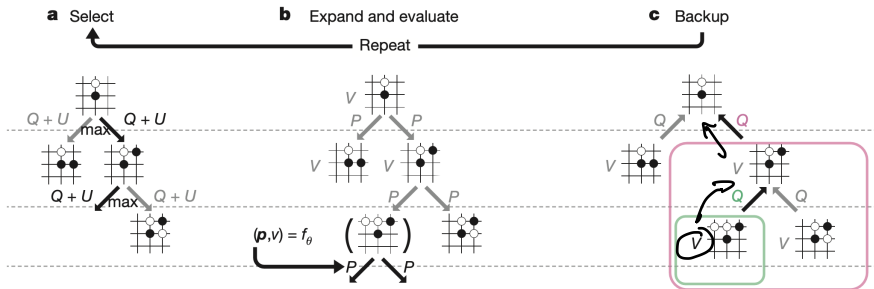 a Select
b Expand and evaluate
c Backup
Repeat
Q + U
max
Q + U
Q + U
max
Q + U
V
P
P
V
V
P
P
(p,v) = fθ
P
P
Q
Q
V
V
Q
Q
V
V